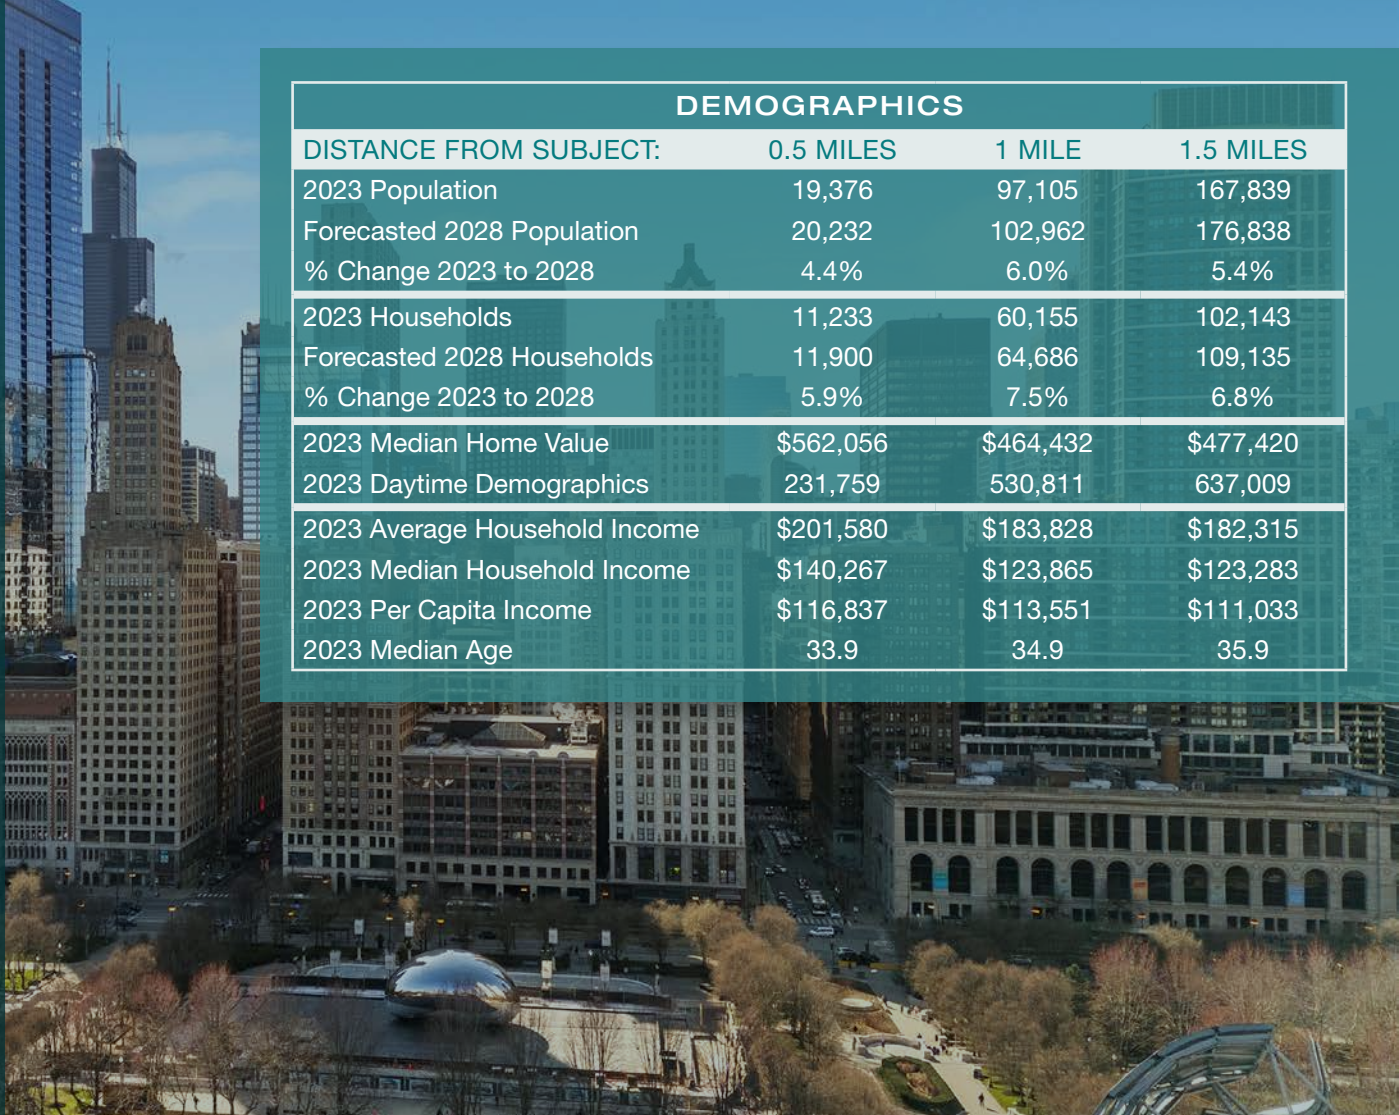 DEMOGRAPHICS
DISTANCE FROM SUBJECT: 0.5 MILES 1 MILE 1.5 MILES
2023 Population 19,376 97,105 167,839
Forecasted 2028 Population 20,232 102,962 176,838
% Change 2023 to 2028 4.4% 6.0% 5.4%
2023 Households 11,233 60,155 102,143
Forecasted 2028 Households 11,900 64,686 109,135
% Change 2023 to 2028 5.9% 7.5% 6.8%
2023 Median Home Value $562,056 $464,432 $477,420
2023 Daytime Demographics 231,759 530,811 637,009
2023 Average Household Income $201,580 $183,828 $182,315
2023 Median Household Income $140,267 $123,865 $123,283
2023 Per Capita Income $116,837 $113,551 $111,033
2023 Median Age 33.9 34.9 35.9